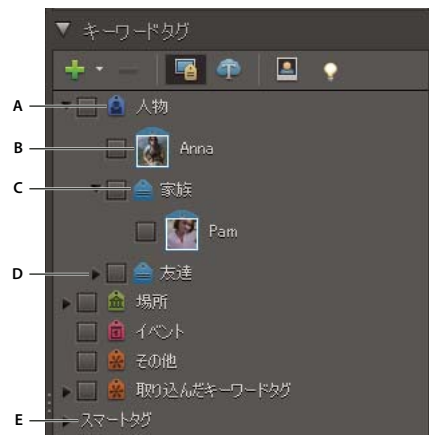 キーワードタグ
A 人物
B Anna
C 家族
Pam
D 友達
場所
イベント
その他
取り込んだキーワードタグ
E スマートタグ